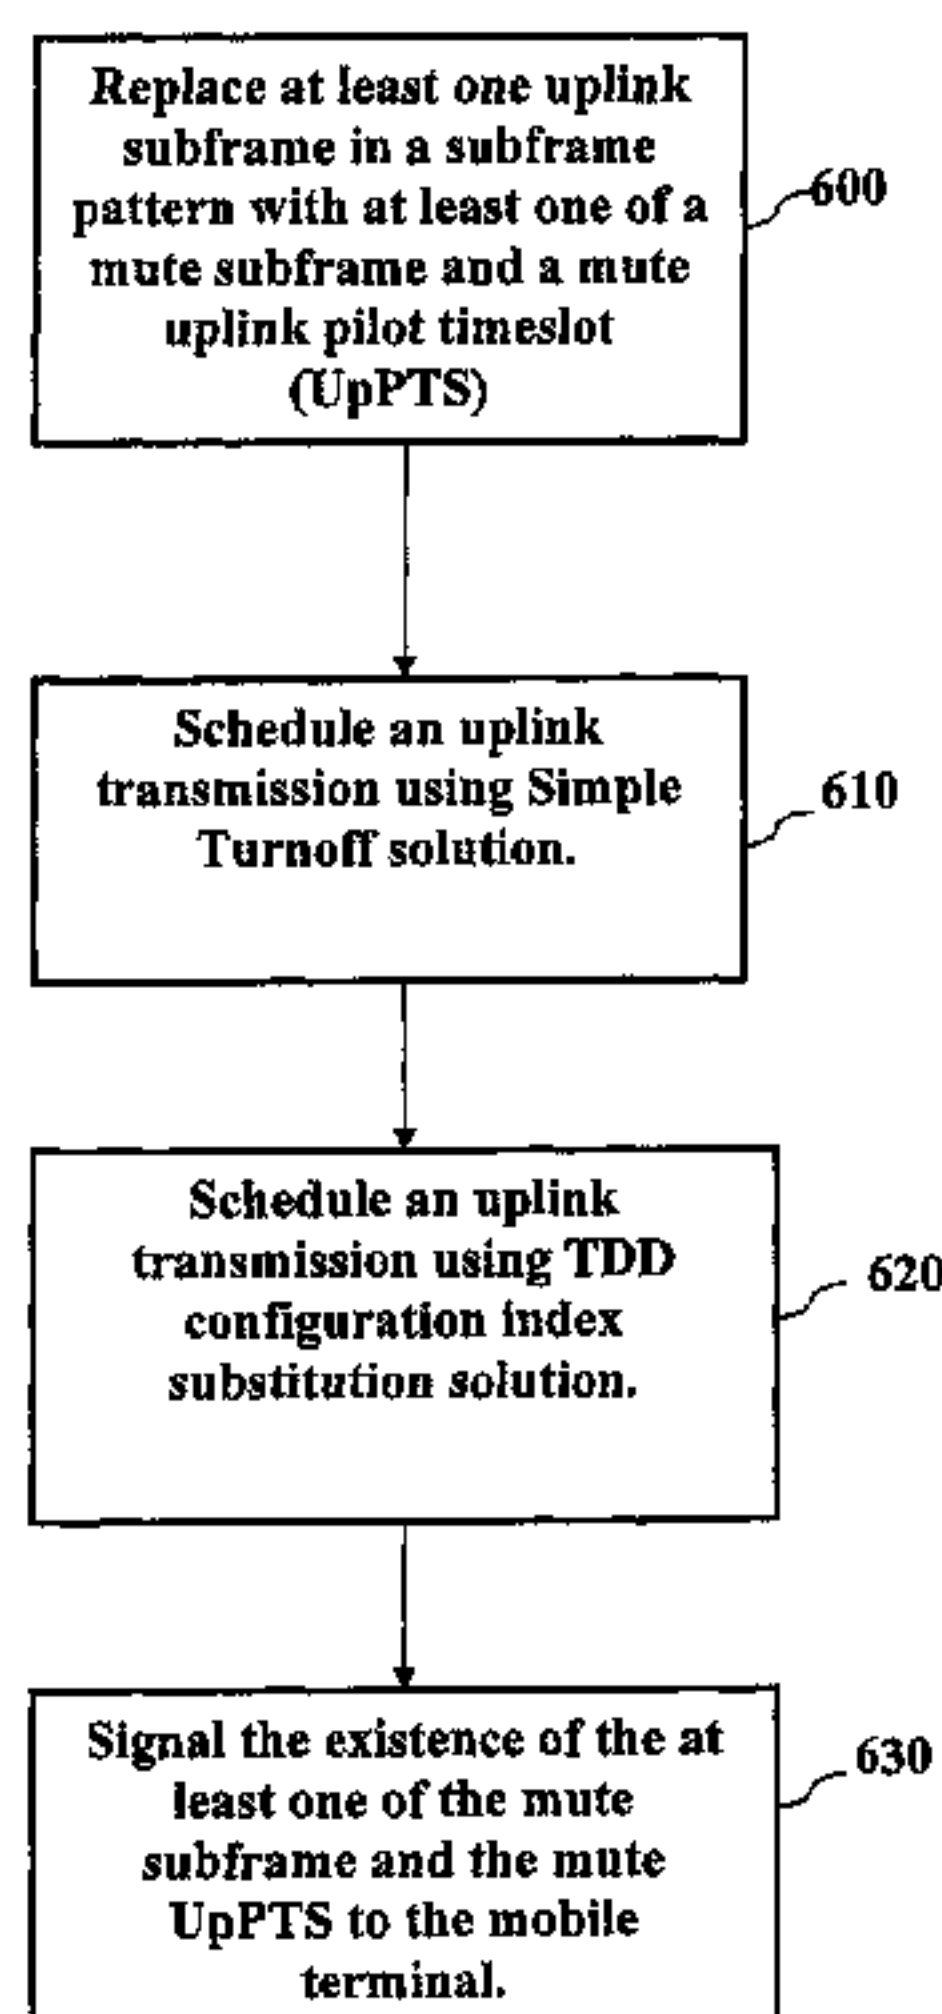 Replace at least one uplink
subframe in a subframe
pattern with at least one of a
mute subframe and a mute
uplink pilot timeslot
(UpPTS)
600
Schedule an uplink
transmission using Simple
Turnoff solution.
610
Schedule an uplink
transmission using TDD
configuration index
substitution solution.
620
Signal the existence of the at
least one of the mute
subframe and the mute
UpPTS to the mobile
terminal.
630